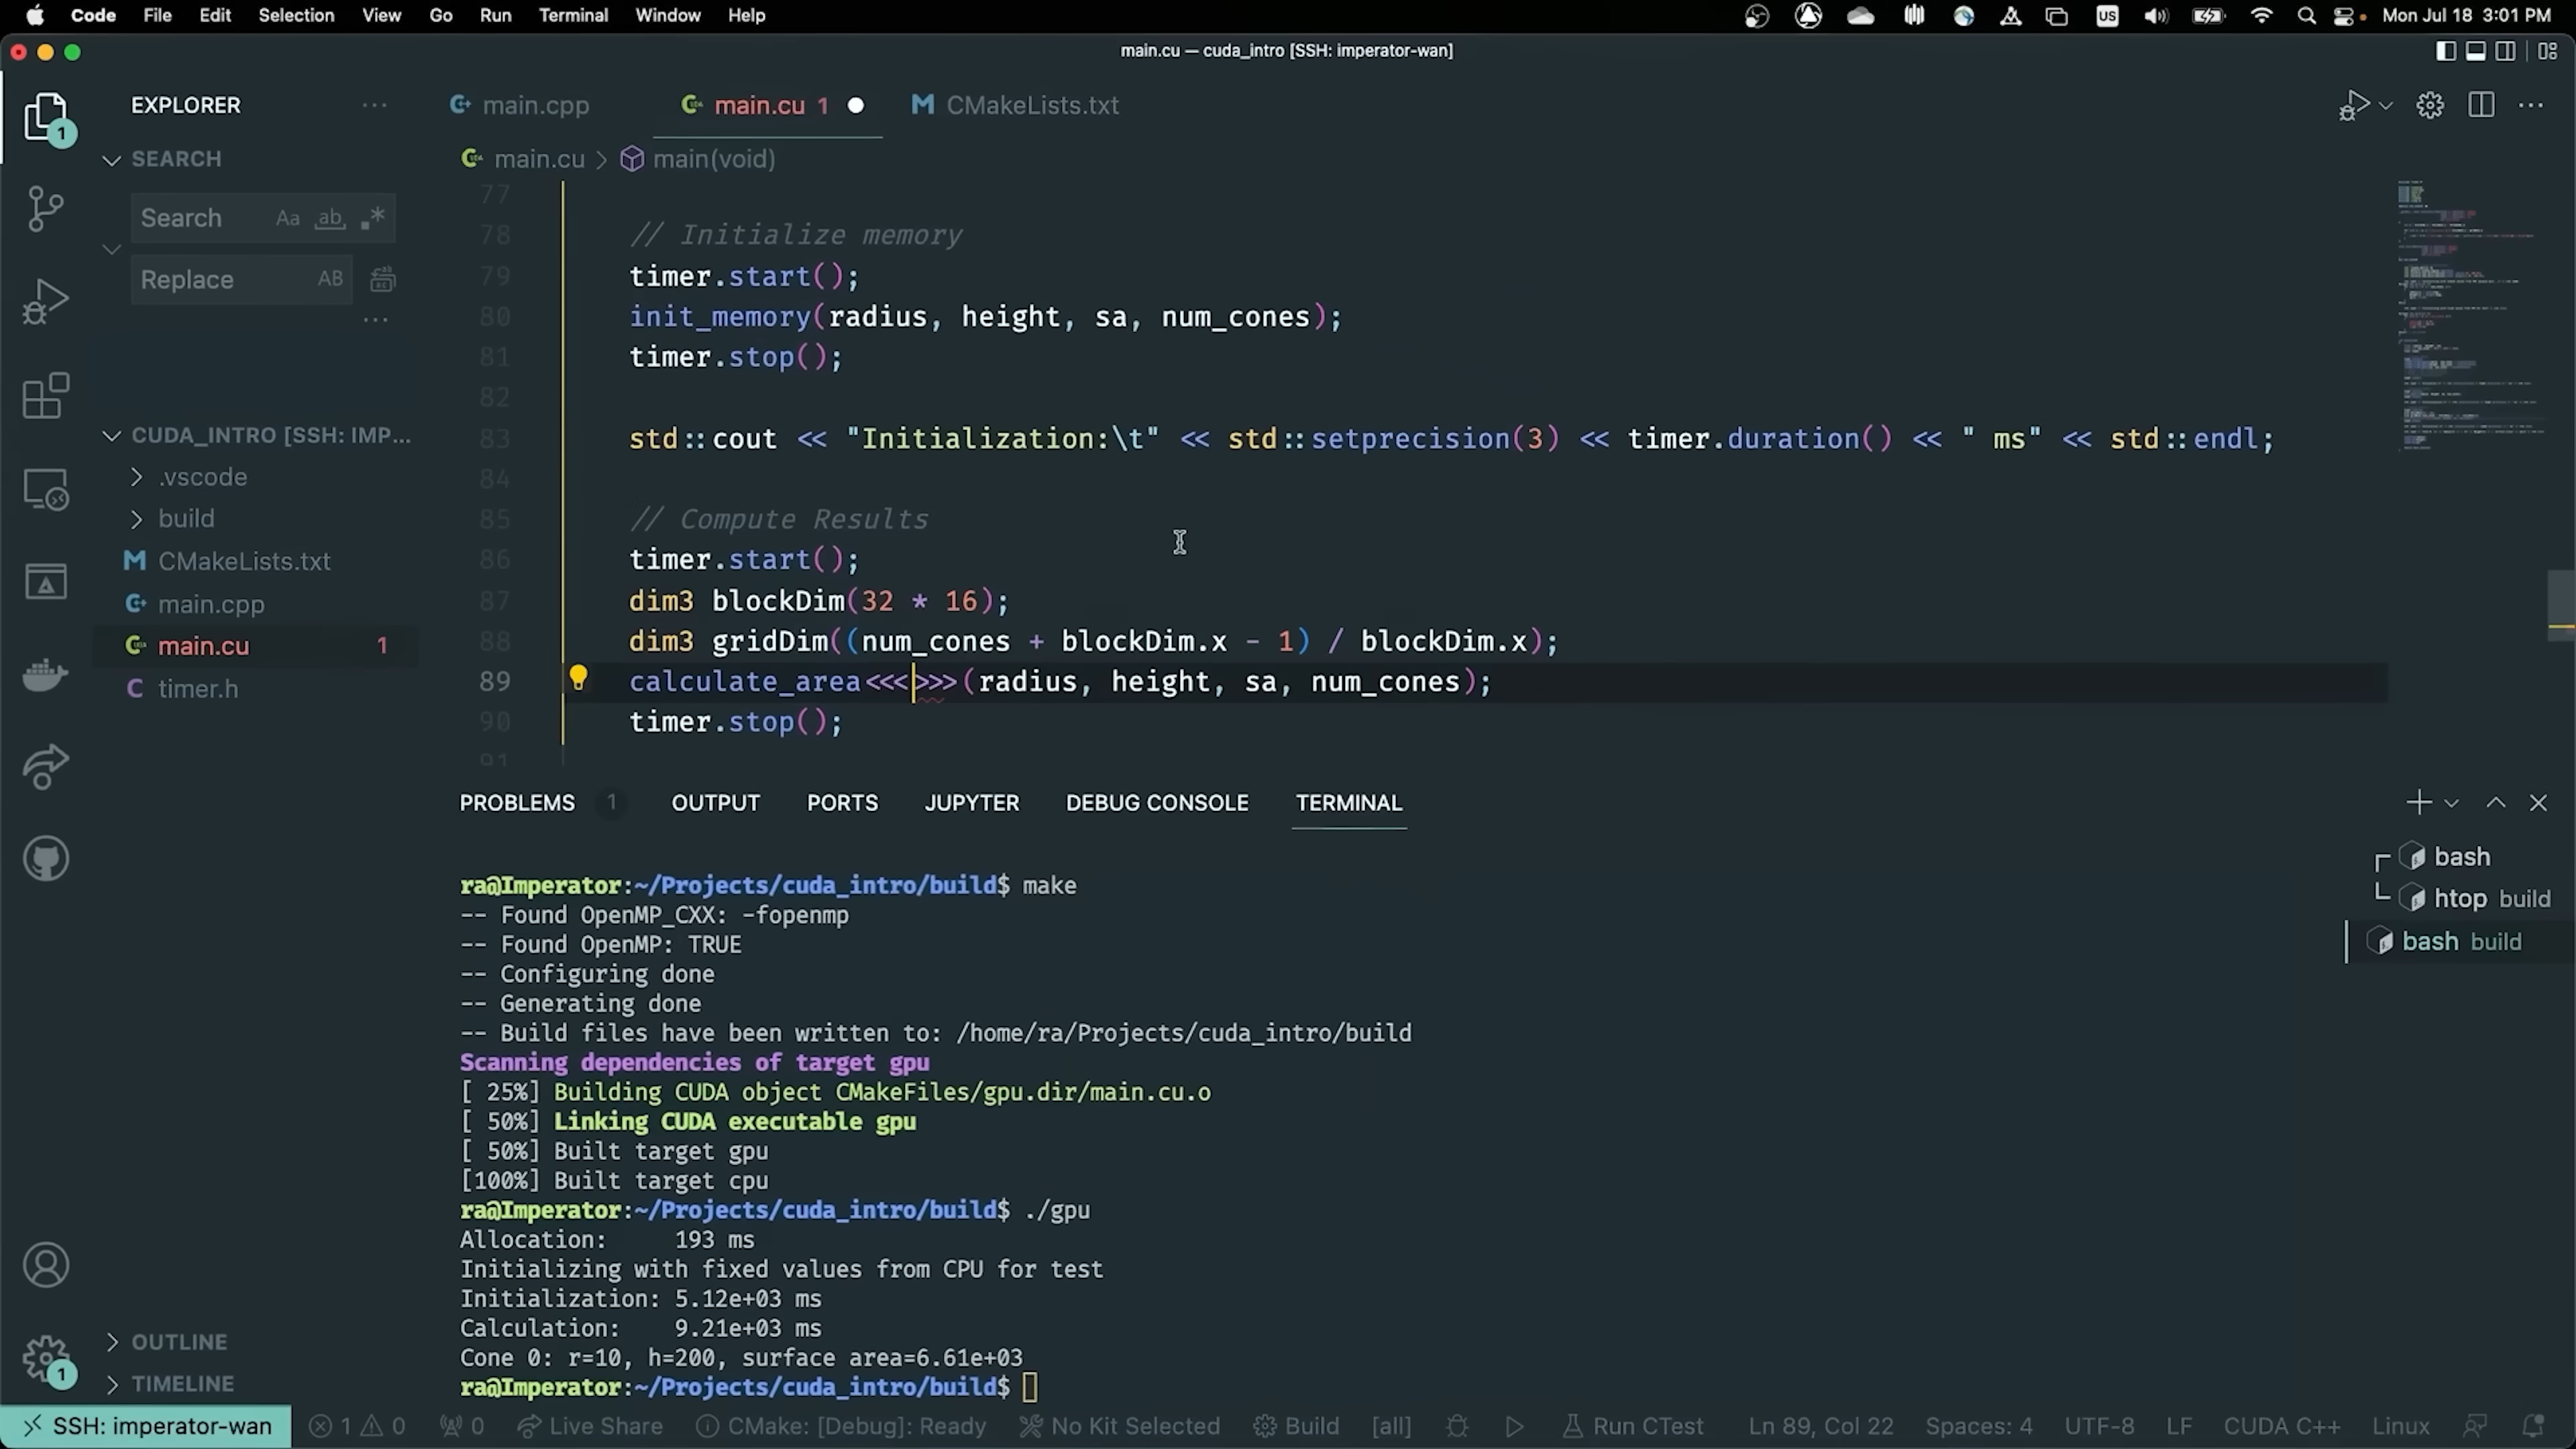 Code File Edit Selection View Go Run Terminal Window Help US Mon Jul 18 3:01 PM
main.cu — cuda_intro [SSH: imperator-wan]
EXPLORER
main.cpp
main.cu 1
CMakeLists.txt
1
SEARCH
main.cu > main(void)
Search Aa ab .*
Replace AB
CUDA_INTRO [SSH: IMP...
.vscode
build
CMakeLists.txt
main.cpp
main.cu 1
timer.h
77
78 // Initialize memory
79 timer.start();
80 init_memory(radius, height, sa, num_cones);
81 timer.stop();
82
83 std::cout << "Initialization:\t" << std::setprecision(3) << timer.duration() << " ms" << std::endl;
84
85 // Compute Results
86 timer.start();
87 dim3 blockDim(32 * 16);
88 dim3 gridDim((num_cones + blockDim.x - 1) / blockDim.x);
89 calculate_area<<<>>>(radius, height, sa, num_cones);
90 timer.stop();
91
PROBLEMS 1 OUTPUT PORTS JUPYTER DEBUG CONSOLE TERMINAL
ra@Imperator:~/Projects/cuda_intro/build$ make
-- Found OpenMP_CXX: -fopenmp
-- Found OpenMP: TRUE
-- Configuring done
-- Generating done
-- Build files have been written to: /home/ra/Projects/cuda_intro/build
Scanning dependencies of target gpu
[ 25%] Building CUDA object CMakeFiles/gpu.dir/main.cu.o
[ 50%] Linking CUDA executable gpu
[ 50%] Built target gpu
[100%] Built target cpu
ra@Imperator:~/Projects/cuda_intro/build$ ./gpu
Allocation: 193 ms
Initializing with fixed values from CPU for test
Initialization: 5.12e+03 ms
Calculation: 9.21e+03 ms
Cone 0: r=10, h=200, surface area=6.61e+03
ra@Imperator:~/Projects/cuda_intro/build$
bash
htop build
bash build
OUTLINE
1
TIMELINE
SSH: imperator-wan 1 0 0 Live Share CMake: [Debug]: Ready No Kit Selected Build [all] Run CTest Ln 89, Col 22 Spaces: 4 UTF-8 LF CUDA C++ Linux